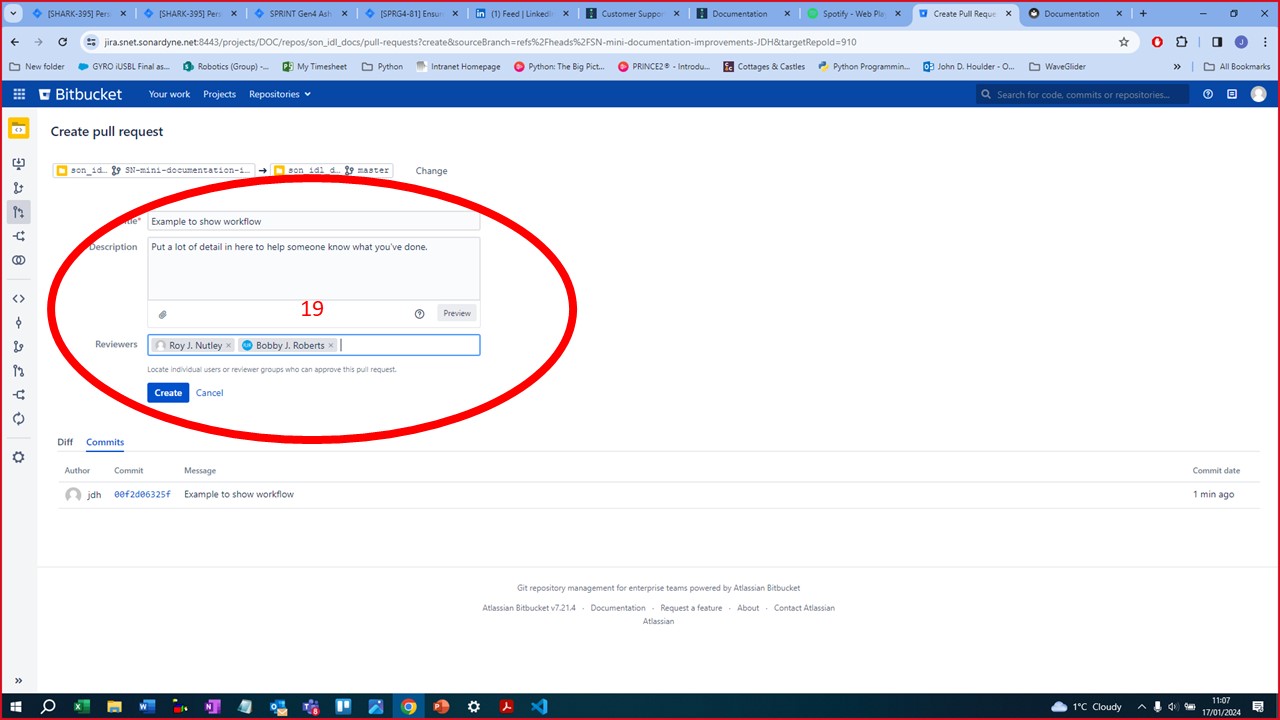 [SHARK-395] Pers
[SHARK-395] Pers
SPRINT Gen4 Ash
[SPRG4-81] Ensu
(1) Feed | LinkedI
Customer Suppor
Documentation
Spotify - Web Pla
Create Pull Reque
Documentation
jira.snet.sonardyne.net:8443/projects/DOC/repos/son_idl_docs/pull-requests?create&sourceBranch=refs%2Fheads%2FSN-mini-documentation-improvements-JDH&targetRepoId=910
New folder
GYRO iUSBL Final as...
Robotics (Group) -...
My Timesheet
Python
Intranet Homepage
Python: The Big Pict...
PRINCE2® - Introdu...
Cottages & Castles
Python Programmin...
John D. Houlder - O...
WaveGlider
»
All Bookmarks
Bitbucket
Your work
Projects
Repositories
Search for code, commits or repositories...
Create pull request
son_id… SN-mini-documentation-i… → son_idl_d… master
Change
Example to show workflow
Description
Put a lot of detail in here to help someone know what you've done.
19
Preview
Reviewers
Roy J. Nutley ×
Bobby J. Roberts ×
Locate individual users or reviewer groups who can approve this pull request.
Create
Cancel
Diff
Commits
Author
Commit
Message
Commit date
jdh
00f2d06325f
Example to show workflow
1 min ago
Git repository management for enterprise teams powered by Atlassian Bitbucket
Atlassian Bitbucket v7.21.4 · Documentation · Request a feature · About · Contact Atlassian
Atlassian
»
1°C Cloudy
11:07
17/01/2024